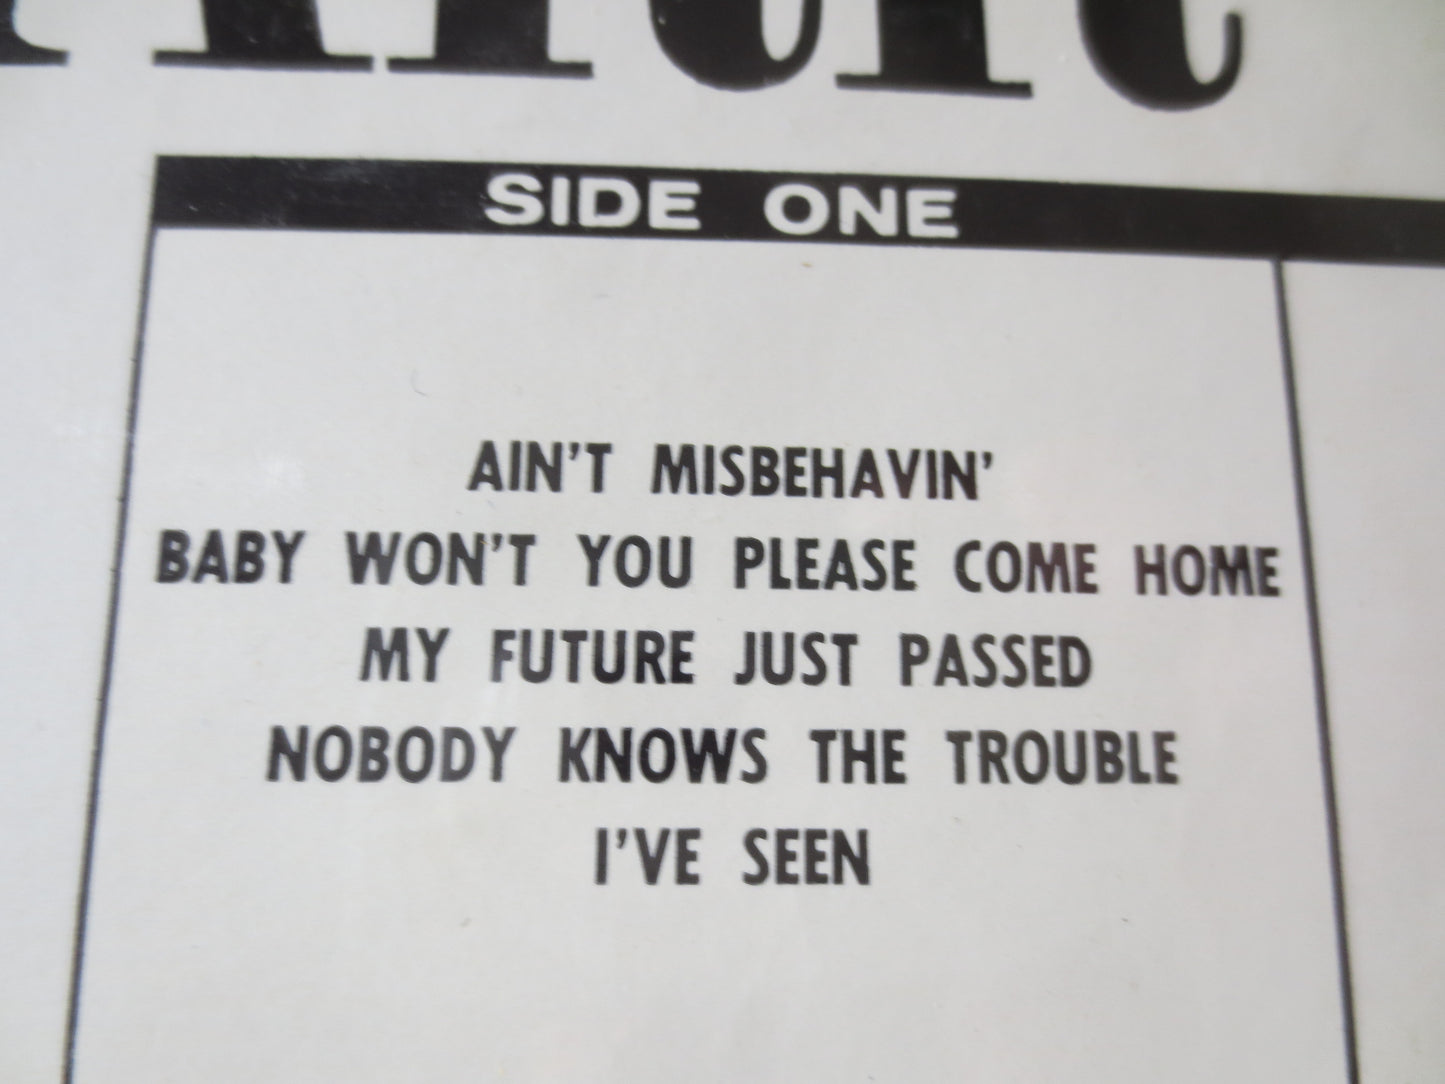 SIDE ONE
AIN'T MISBEHAVIN'
BABY WON'T YOU PLEASE COME HOME
MY FUTURE JUST PASSED
NOBODY KNOWS THE TROUBLE
I'VE SEEN